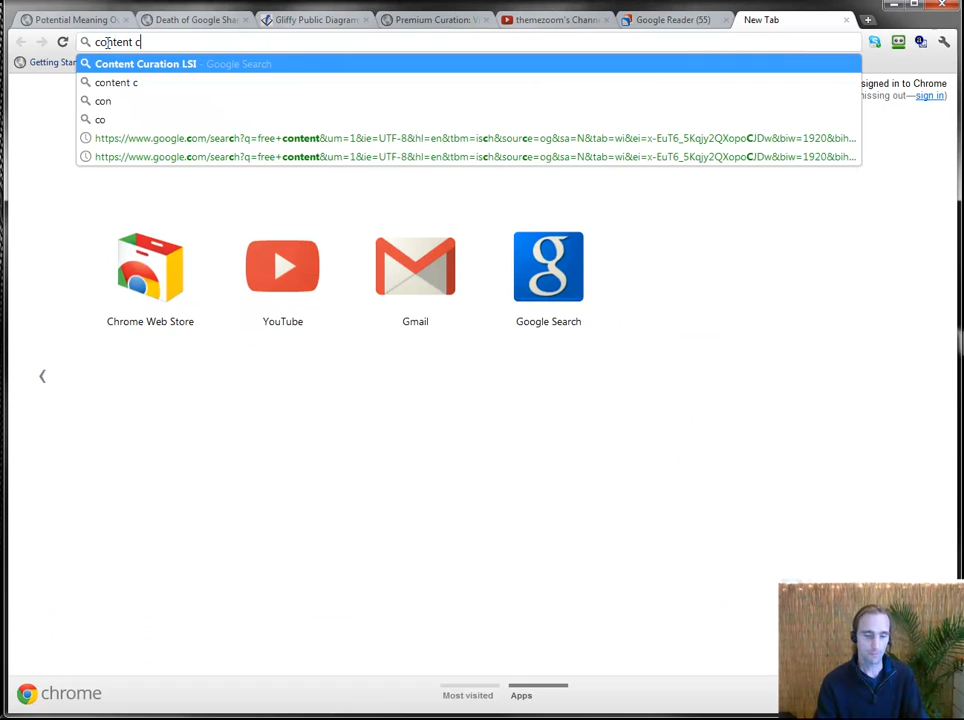 Potential Meaning O
Death of Google Sha
Gliffy Public Diagram
Premium Curation: V
themezoom's Chann
Google Reader (55)
New Tab
content c
Getting Star
Content Curation LSI - Google Search
content c
con
co
https://www.google.com/search?q=free+content&um=1&ie=UTF-8&hl=en&tbm=isch&source=og&sa=N&tab=wi&ei=x-EuT6_5Kqjy2QXopoCJDw&biw=1920&bih...
https://www.google.com/search?q=free+content&um=1&ie=UTF-8&hl=en&tbm=isch&source=og&sa=N&tab=wi&ei=x-EuT6_5Kqjy2QXopoCJDw&biw=1920&bih...
signed in to Chrome
missing out—sign in)
Chrome Web Store
YouTube
Gmail
Google Search
chrome
Most visited
Apps